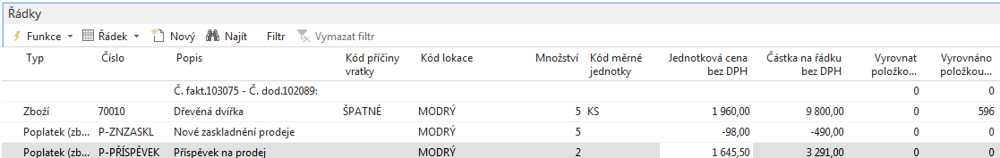 Řádky
Funkce Řádek Nový Najít Filtr Vymazat filtr
Typ Číslo Popis Kód příčiny vratky Kód lokace Množství Kód měrné jednotky Jednotková cena bez DPH Částka na řádku bez DPH Vyrovnat položko... Vyrovnáno položkou...
Č. fakt.103075 - Č. dod.102089: 0 0
Zboží 70010 Dřevěná dvířka ŠPATNÉ MODRÝ 5 KS 1 960,00 9 800,00 0 596
Poplatek (zb... P-ZNZASKL Nové zaskladnění prodeje MODRÝ 5 -98,00 -490,00 0 0
Poplatek (zb... P-PŘÍSPĚVEK Příspěvek na prodej MODRÝ 2 1 645,50 3 291,00 0 0